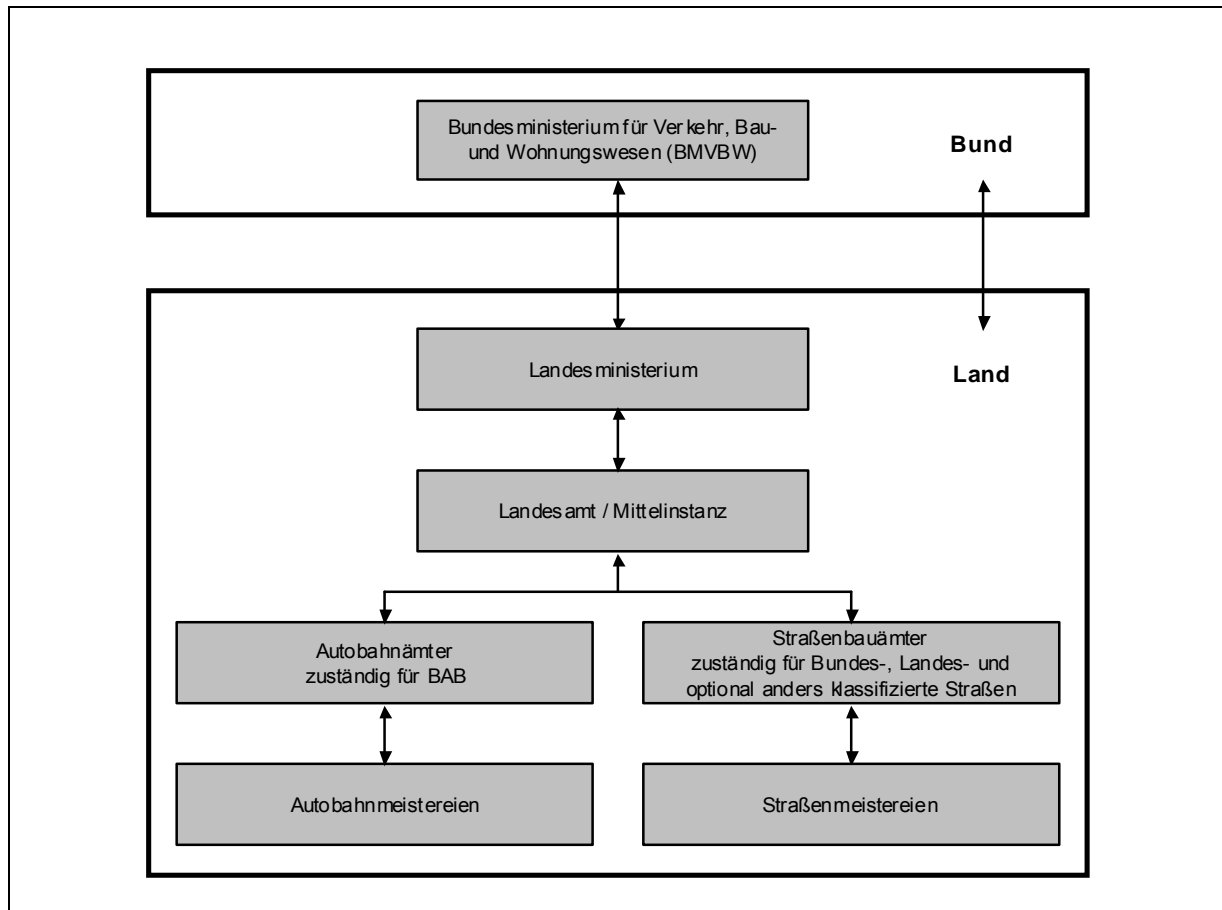 Bundesministerium für Verkehr, Bau-
und Wohnungswesen (BMVBW)
Bund
Landesministerium
Land
Landesamt / Mittelinstanz
Autobahnämter
zuständig für BAB
Straßenbauämter
zuständig für Bundes-, Landes- und
optional anders klassifizierte Straßen
Autobahnmeistereien
Straßenmeistereien